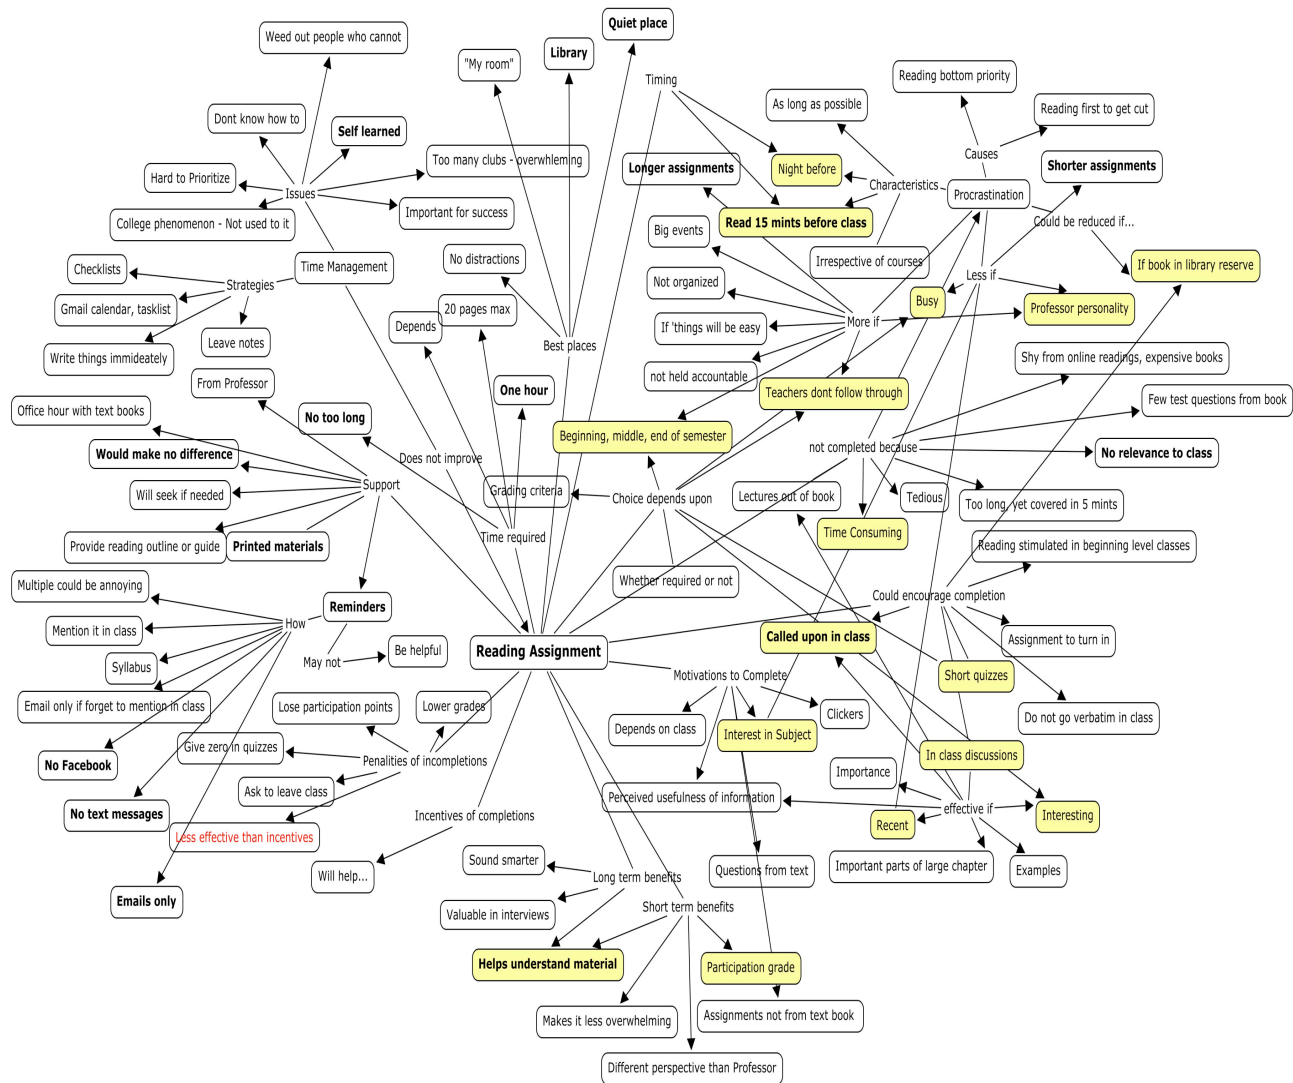 Quiet place
Weed out people who cannot
Library
"My room"
Timing
Reading bottom priority
As long as possible
Reading first to get cut
Dont know how to
Self learned
Causes
Too many clubs - overwhleming
Longer assignments
Night before
Shorter assignments
Hard to Prioritize
Issues
Characteristics
Procrastination
College phenomenon - Not used to it
Important for success
Read 15 mints before class
Could be reduced if...
Big events
No distractions
Irrespective of courses
If book in library reserve
Checklists
Time Management
Strategies
Not organized
Less if
Gmail calendar, tasklist
20 pages max
Busy
Professor personality
Depends
More if
If 'things will be easy
Leave notes
Best places
Write things immideately
Shy from online readings, expensive books
From Professor
not held accountable
One hour
Teachers dont follow through
Few test questions from book
Office hour with text books
No too long
Beginning, middle, end of semester
not completed because
Would make no difference
Does not improve
No relevance to class
Support
Grading criteria
Choice depends upon
Lectures out of book
Tedious
Will seek if needed
Too long, yet covered in 5 mints
Time required
Time Consuming
Provide reading outline or guide
Printed materials
Reading stimulated in beginning level classes
Whether required or not
Multiple could be annoying
Reminders
Could encourage completion
How
Mention it in class
Called upon in class
Assignment to turn in
Reading Assignment
Be helpful
May not
Syllabus
Motivations to Complete
Short quizzes
Email only if forget to mention in class
Lose participation points
Lower grades
Clickers
Do not go verbatim in class
Depends on class
Interest in Subject
Give zero in quizzes
In class discussions
No Facebook
Penalities of incompletions
Importance
Ask to leave class
Perceived usefulness of information
effective if
No text messages
Incentives of completions
Interesting
Recent
Less effective than incentives
Sound smarter
Important parts of large chapter
Examples
Will help...
Long term benefits
Questions from text
Emails only
Valuable in interviews
Short term benefits
Helps understand material
Participation grade
Makes it less overwhelming
Assignments not from text book
Different perspective than Professor